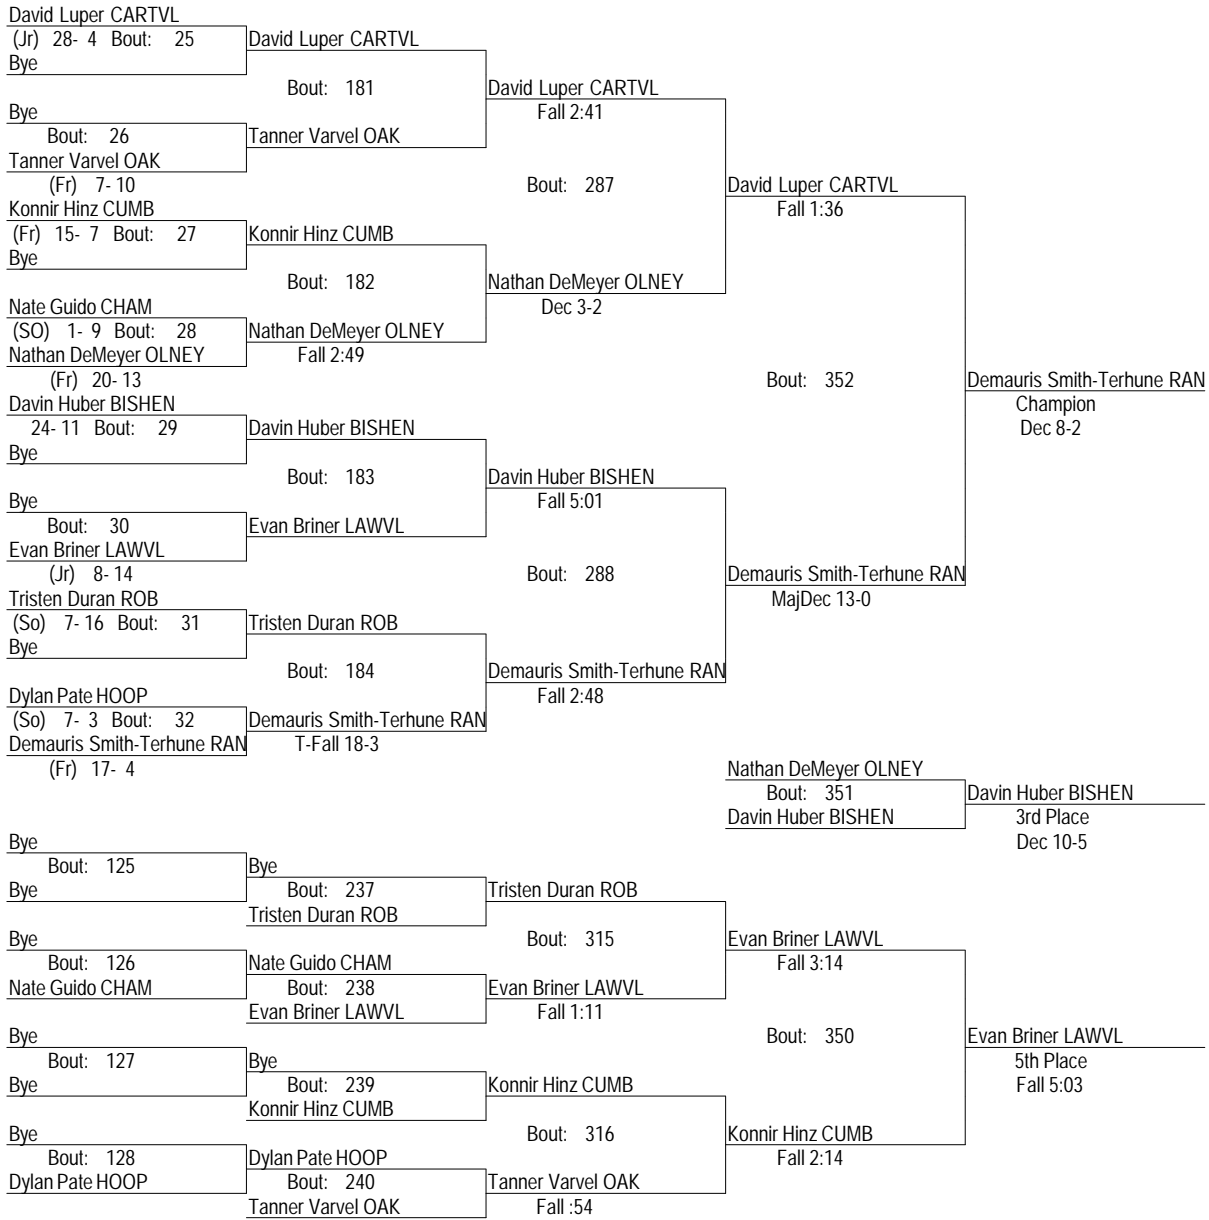 David Luper CARTVL
(Jr) 28- 4 Bout: 25
Bye
David Luper CARTVL
Bout: 181
Bye
Bout: 26
Tanner Varvel OAK
(Fr) 7- 10
Tanner Varvel OAK
David Luper CARTVL
Fall 2:41
Bout: 287
Konnir Hinz CUMB
(Fr) 15- 7 Bout: 27
Bye
Konnir Hinz CUMB
Bout: 182
Nate Guido CHAM
(SO) 1- 9 Bout: 28
Nathan DeMeyer OLNEY
(Fr) 20- 13
Nathan DeMeyer OLNEY
Fall 2:49
Nathan DeMeyer OLNEY
Dec 3-2
David Luper CARTVL
Fall 1:36
Bout: 352
Davin Huber BISHEN
24- 11 Bout: 29
Bye
Davin Huber BISHEN
Bout: 183
Bye
Bout: 30
Evan Briner LAWVL
(Jr) 8- 14
Evan Briner LAWVL
Davin Huber BISHEN
Fall 5:01
Bout: 288
Tristen Duran ROB
(So) 7- 16 Bout: 31
Bye
Tristen Duran ROB
Bout: 184
Dylan Pate HOOP
(So) 7- 3 Bout: 32
Demauris Smith-Terhune RAN
(Fr) 17- 4
Demauris Smith-Terhune RAN
T-Fall 18-3
Demauris Smith-Terhune RAN
Fall 2:48
Demauris Smith-Terhune RAN
MajDec 13-0
Demauris Smith-Terhune RAN
Champion
Dec 8-2
Nathan DeMeyer OLNEY
Bout: 351
Davin Huber BISHEN
Davin Huber BISHEN
3rd Place
Dec 10-5
Bye
Bout: 125
Bye
Bye
Bout: 237
Tristen Duran ROB
Tristen Duran ROB
Bout: 315
Bye
Bout: 126
Nate Guido CHAM
Nate Guido CHAM
Bout: 238
Evan Briner LAWVL
Evan Briner LAWVL
Fall 1:11
Evan Briner LAWVL
Fall 3:14
Bout: 350
Bye
Bout: 127
Bye
Bye
Bout: 239
Konnir Hinz CUMB
Konnir Hinz CUMB
Bout: 316
Bye
Bout: 128
Dylan Pate HOOP
Dylan Pate HOOP
Bout: 240
Tanner Varvel OAK
Tanner Varvel OAK
Fall :54
Konnir Hinz CUMB
Fall 2:14
Evan Briner LAWVL
5th Place
Fall 5:03